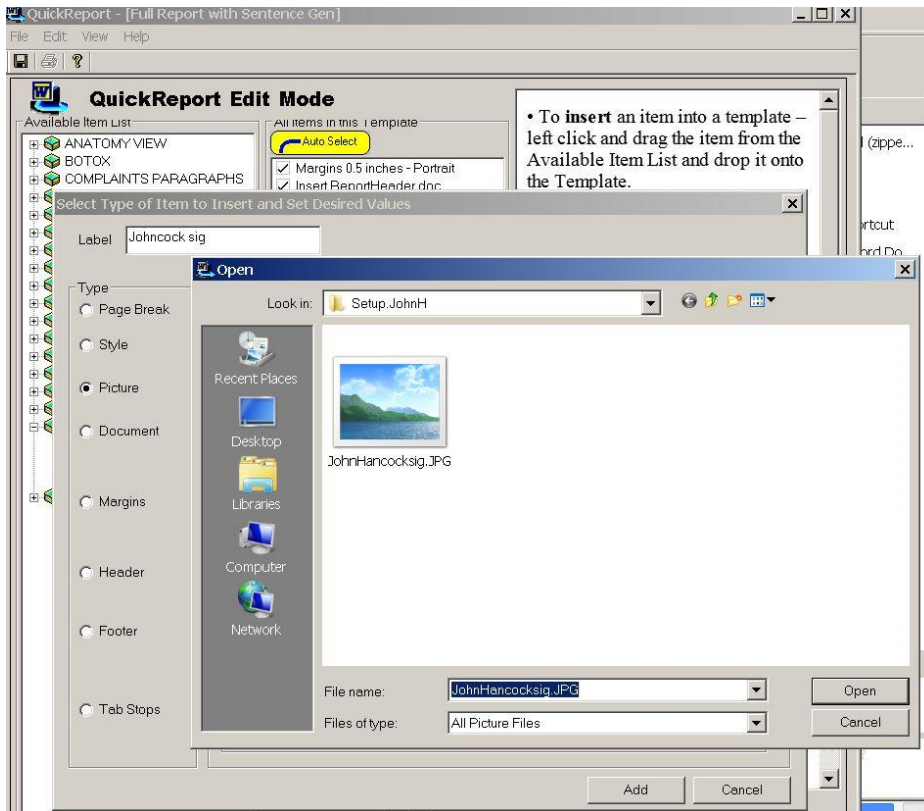 QuickReport - [Full Report with Sentence Gen]
File Edit View Help
QuickReport Edit Mode
Available Item List
ANATOMY VIEW
BOTOX
COMPLAINTS PARAGRAPHS
All items in this Template
Auto Select
Margins 0.5 inches - Portrait
Insert ReportHeader.doc
• To insert an item into a template –
left click and drag the item from the
Available Item List and drop it onto
the Template.
(zippe...
Select Type of Item to Insert and Set Desired Values
Label Johncock sig
Type
Page Break
Style
Picture
Document
Margins
Header
Footer
Tab Stops
Open
Look in: Setup.JohnH
Recent Places
Desktop
Libraries
Computer
Network
JohnHancocksig.JPG
File name: JohnHancocksig.JPG Open
Files of type: All Picture Files Cancel
Add Cancel